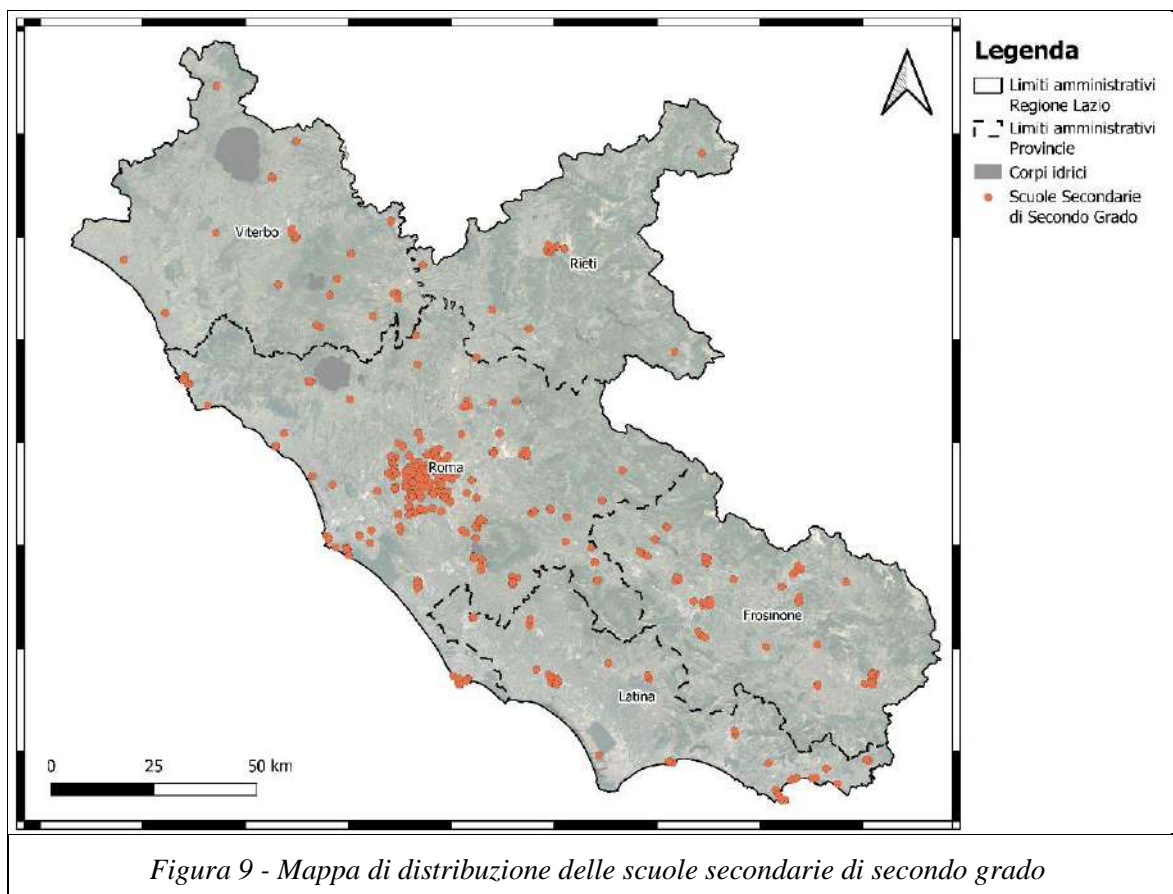 Legenda
Limiti amministrativi
Regione Lazio
Limiti amministrativi
Provincie
Corpi idrici
Scuole Secondarie
di Secondo Grado
Viterbo
Rieti
Roma
Frosinone
Latina
0 25 50 km
Figura 9 - Mappa di distribuzione delle scuole secondarie di secondo grado